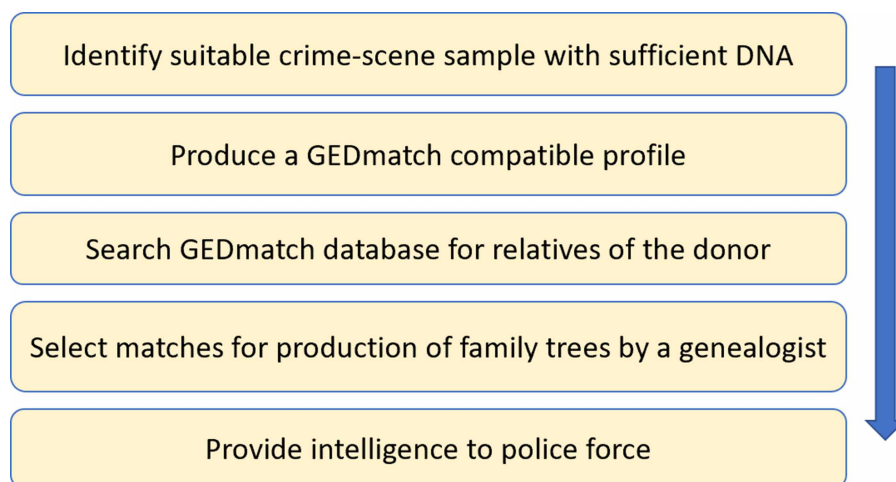 Identify suitable crime-scene sample with sufficient DNA
Produce a GEDmatch compatible profile
Search GEDmatch database for relatives of the donor
Select matches for production of family trees by a genealogist
Provide intelligence to police force